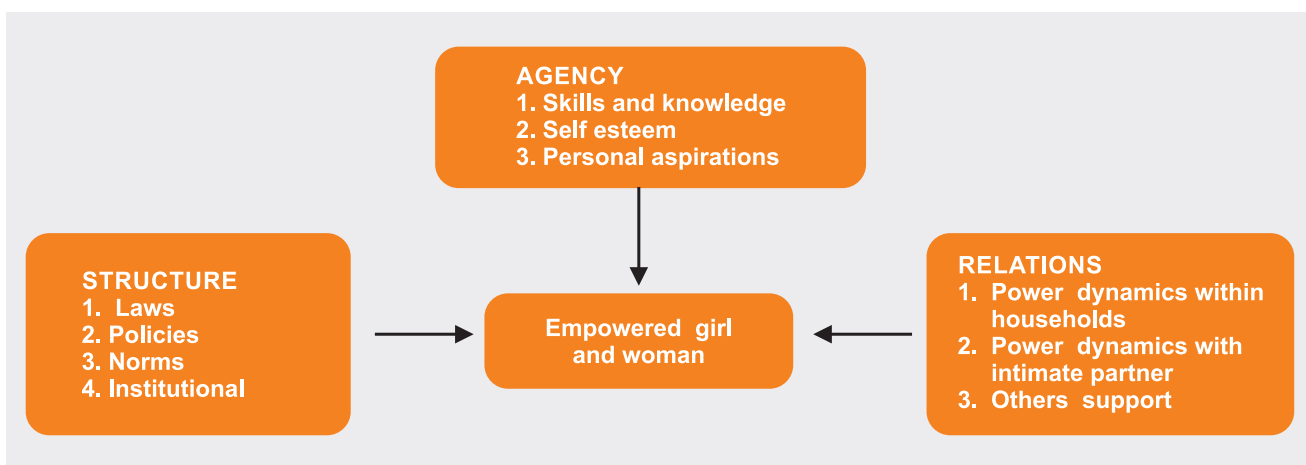 AGENCY
1. Skills and knowledge
2. Self esteem
3. Personal aspirations
STRUCTURE
1. Laws
2. Policies
3. Norms
4. Institutional
Empowered girl
and woman
RELATIONS
1. Power dynamics within
households
2. Power dynamics with
intimate partner
3. Others support